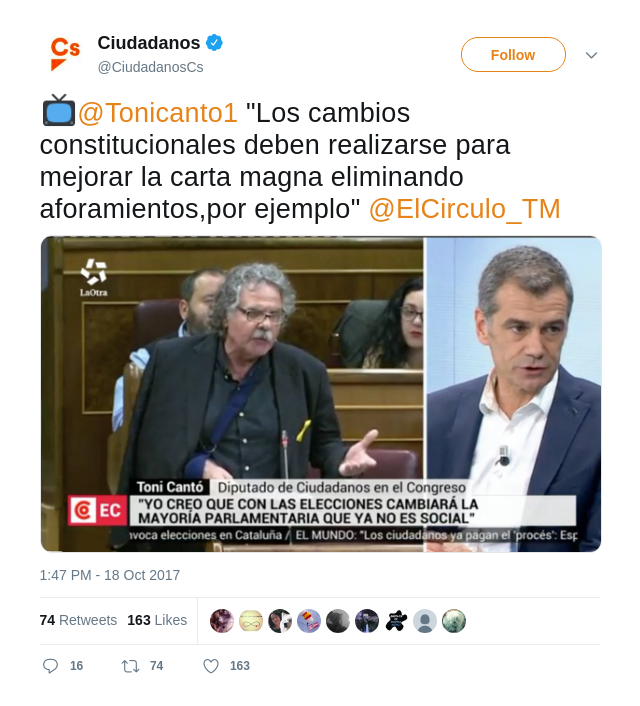 Cs
Ciudadanos
@CiudadanosCs
Follow
@Tonicanto1 "Los cambios
constitucionales deben realizarse para
mejorar la carta magna eliminando
aforamientos,por ejemplo" @ElCirculo_TM
LaOtra
Toni Cantó Diputado de Ciudadanos en el Congreso
EC
"YO CREO QUE CON LAS ELECCIONES CAMBIARÁ LA
MAYORÍA PARLAMENTARIA QUE YA NO ES SOCIAL"
voca elecciones en Cataluña / EL MUNDO: "Los ciudadanos ya pagan el 'procés': Esp
1:47 PM - 18 Oct 2017
74 Retweets 163 Likes
16 74 163